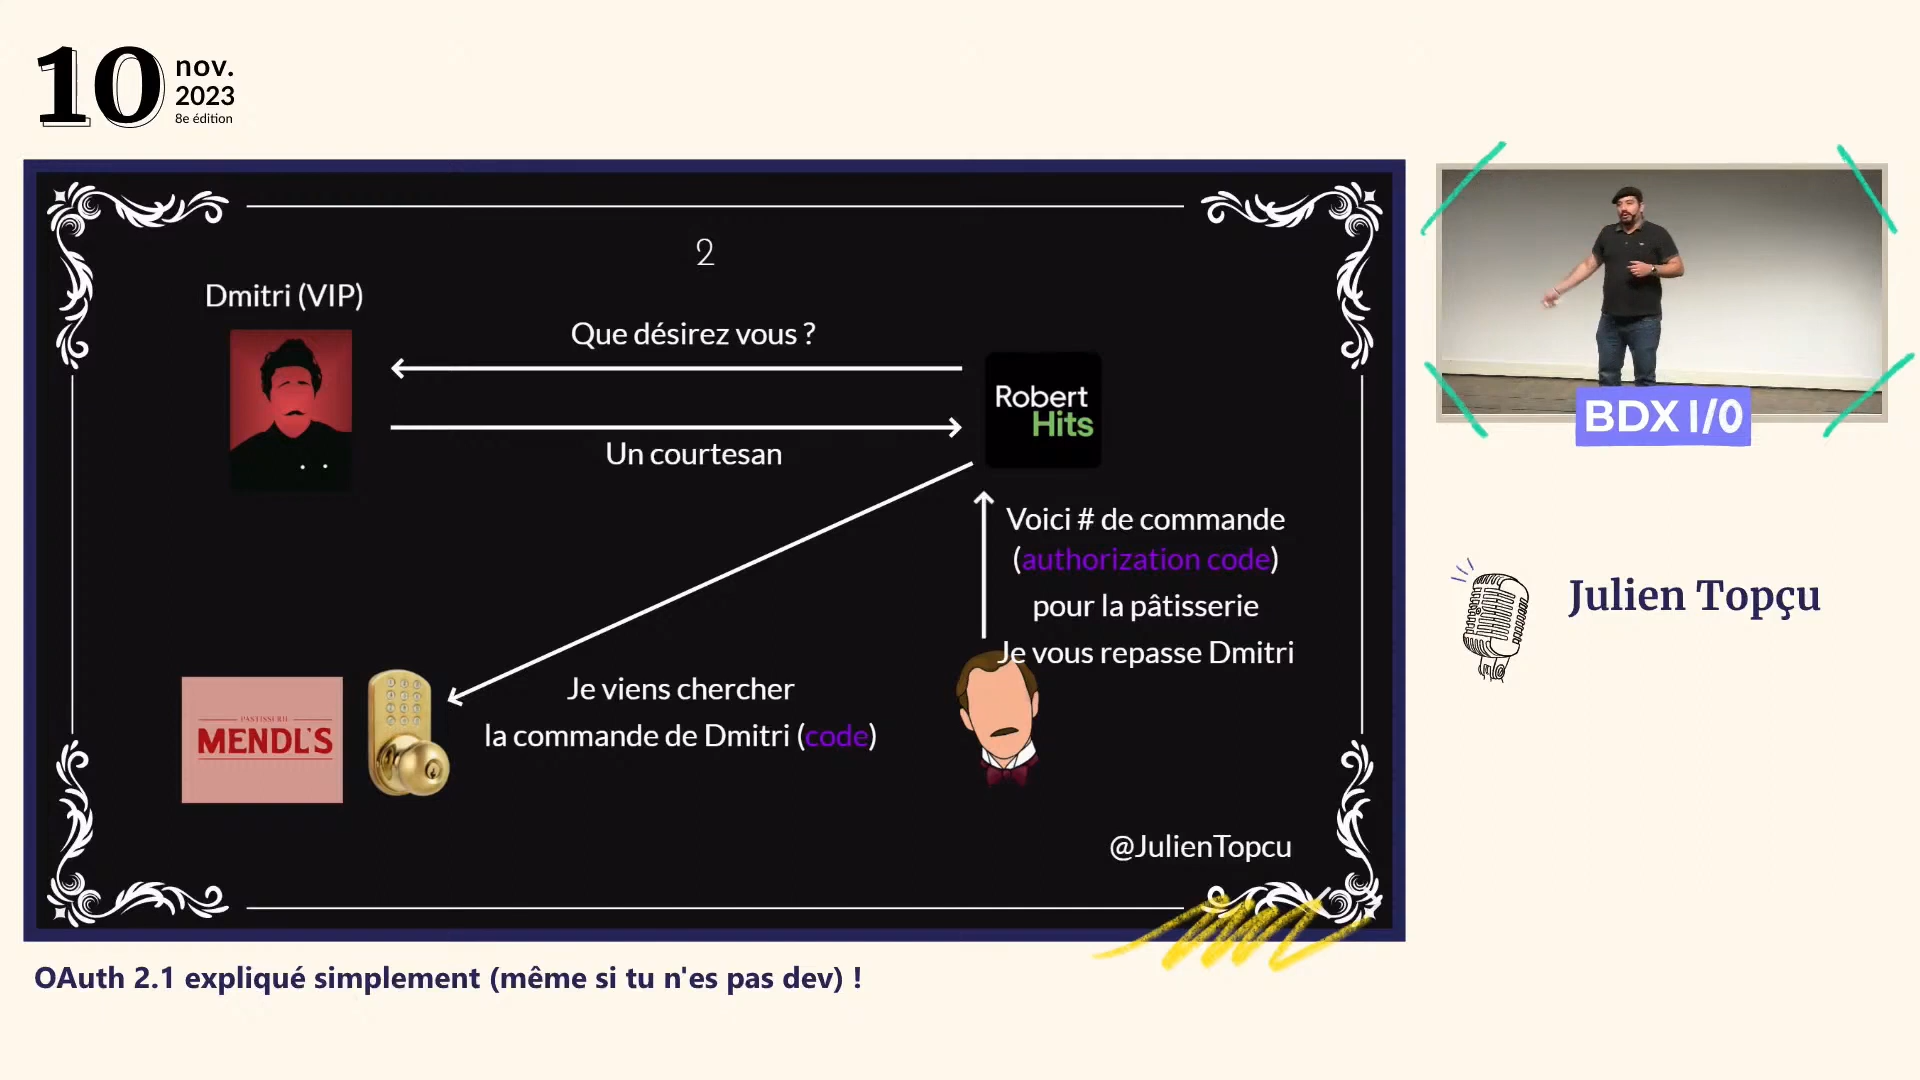 10
nov.
2023
8e édition
2
Dmitri (VIP)
Que désirez vous ?
Robert
Hits
Un courtesan
Voici # de commande
(authorization code)
pour la pâtisserie
Je vous repasse Dmitri
Je viens chercher
la commande de Dmitri (code)
PASTISSERIE
MENDL'S
@JulienTopcu
BDX I/O
Julien Topçu
OAuth 2.1 expliqué simplement (même si tu n'es pas dev) !